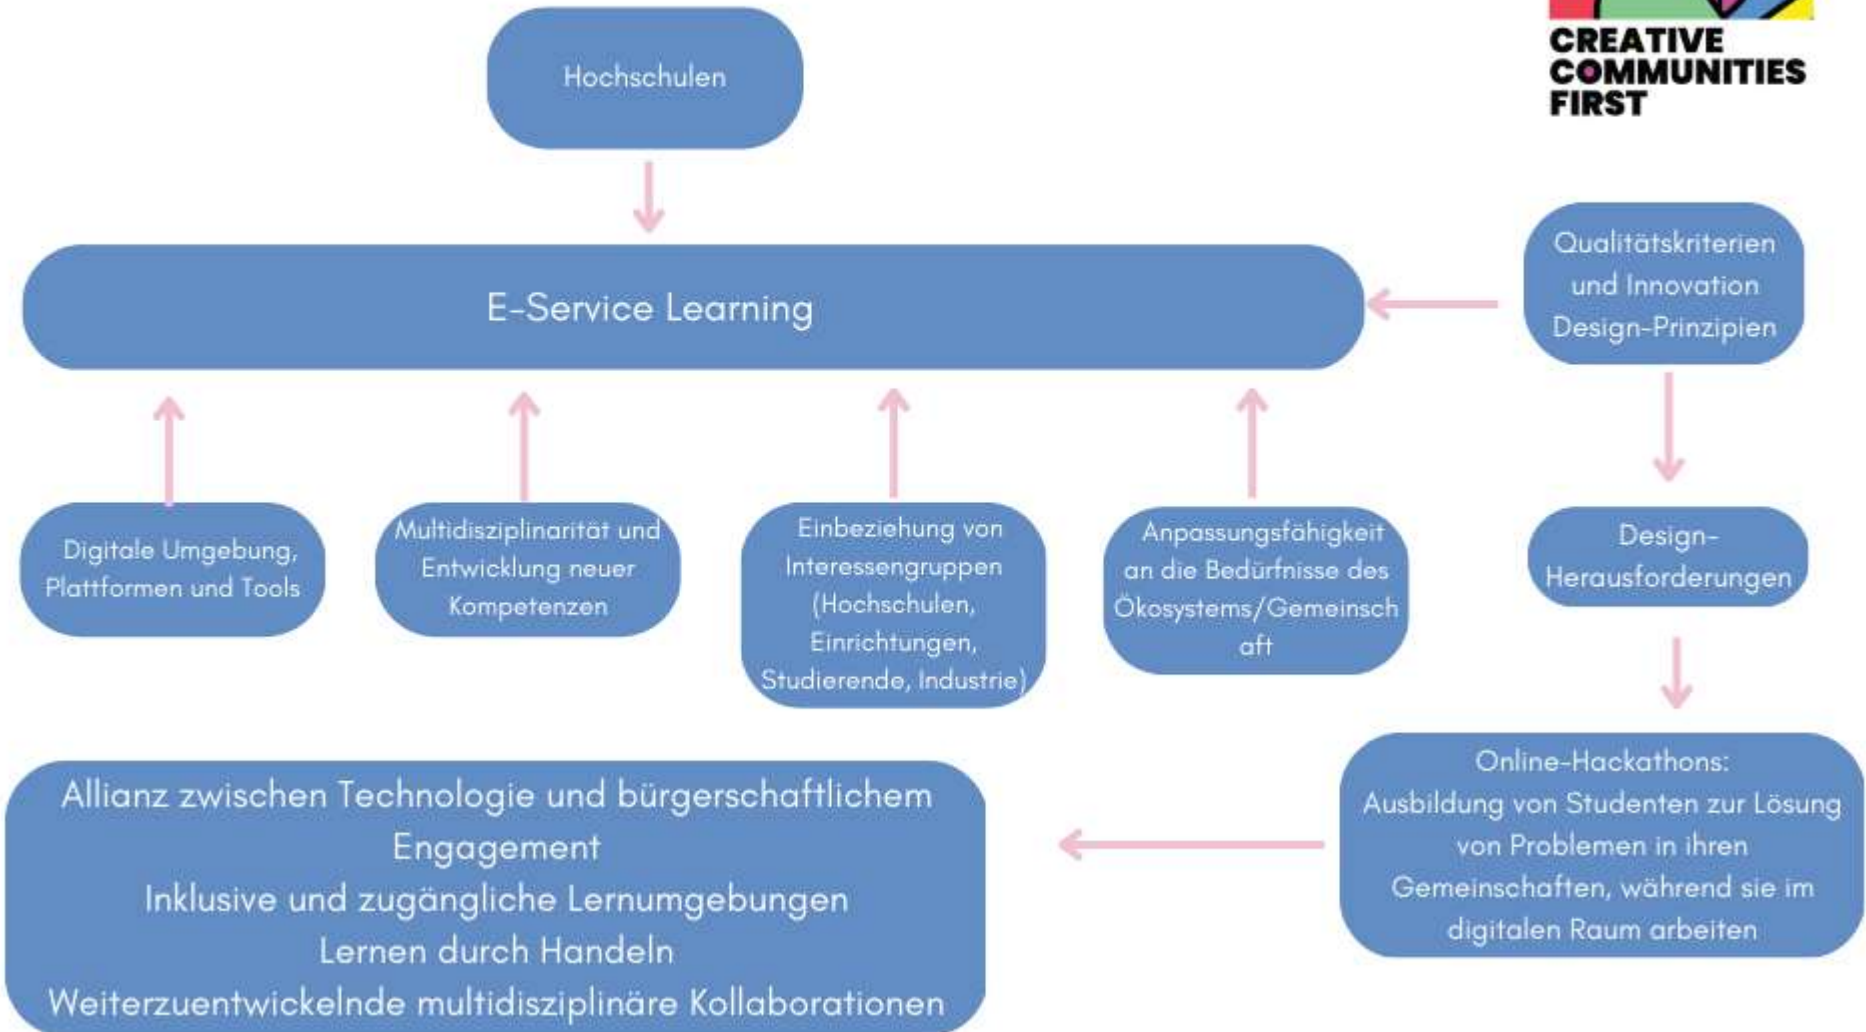 CREATIVE
COMMUNITIES
FIRST
Hochschulen
E-Service Learning
Qualitätskriterien
und Innovation
Design-Prinzipien
Digitale Umgebung,
Plattformen und Tools
Multidisziplinarität und
Entwicklung neuer
Kompetenzen
Einbeziehung von
Interessengruppen
(Hochschulen,
Einrichtungen,
Studierende, Industrie)
Anpassungsfähigkeit
an die Bedürfnisse des
Ökosystems/Gemeinsch
aft
Design-
Herausforderungen
Online-Hackathons:
Ausbildung von Studenten zur Lösung
von Problemen in ihren
Gemeinschaften, während sie im
digitalen Raum arbeiten
Allianz zwischen Technologie und bürgerschaftlichem
Engagement
Inklusive und zugängliche Lernumgebungen
Lernen durch Handeln
Weiterzuentwickelnde multidisziplinäre Kollaborationen